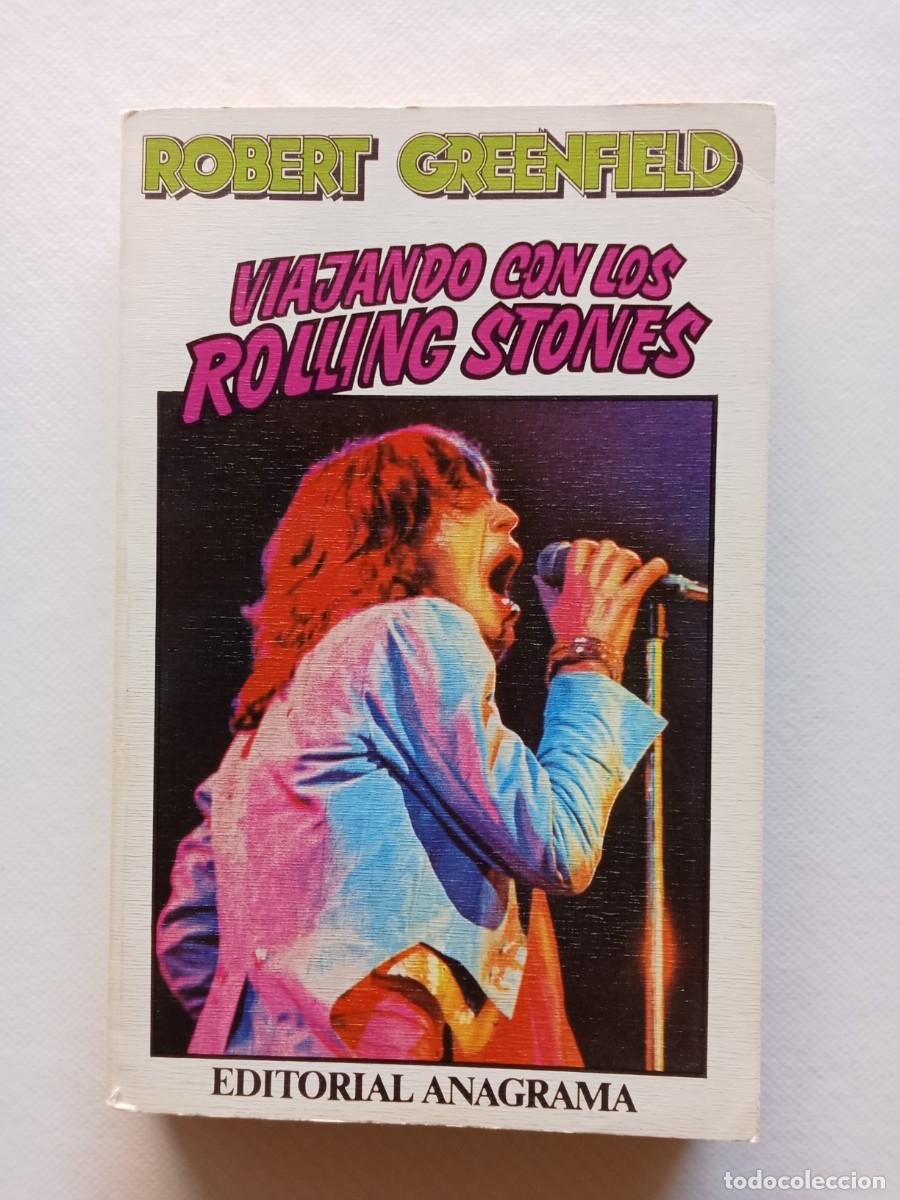 ROBERT GREENFIELD
VIAJANDO CON LOS
ROLLING STONES
EDITORIAL ANAGRAMA
todocoleccion